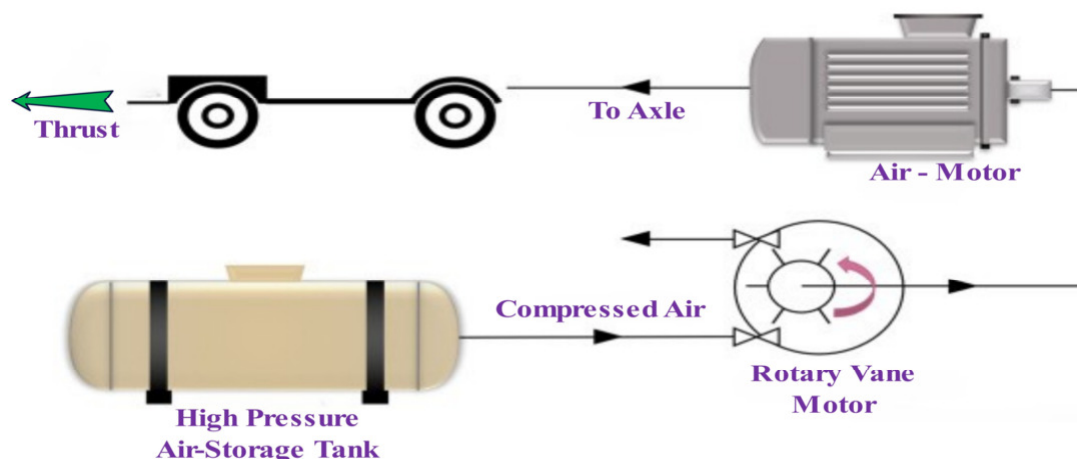 Thrust
To Axle
Air - Motor
Compressed Air
Rotary Vane
Motor
High Pressure
Air-Storage Tank